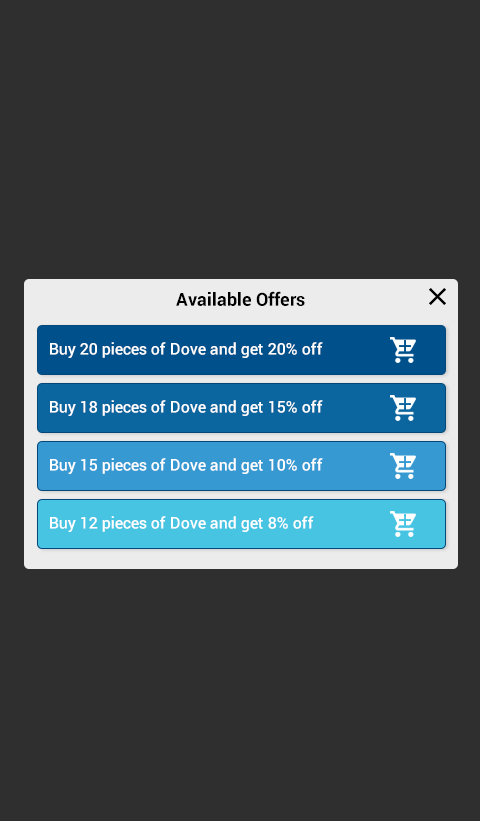 Available Offers
Buy 20 pieces of Dove and get 20% off
Buy 18 pieces of Dove and get 15% off
Buy 15 pieces of Dove and get 10% off
Buy 12 pieces of Dove and get 8% off